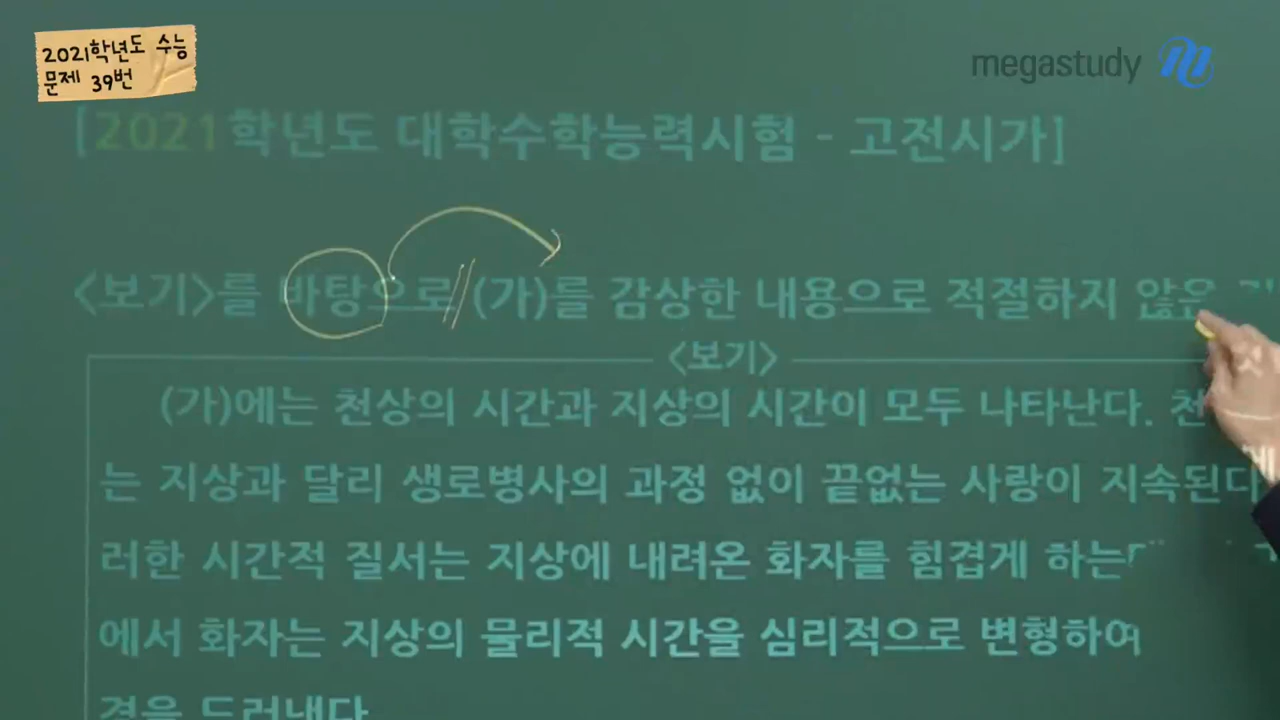 2021학년도 수능
문제 39번
megastudy
[2021학년도 대학수학능력시험 - 고전시가]
<보기>를 바탕으로 (가)를 감상한 내용으로 적절하지 않은
<보기>
(가)에는 천상의 시간과 지상의 시간이 모두 나타난다. 천
는 지상과 달리 생로병사의 과정 없이 끝없는 사랑이 지속된다
러한 시간적 질서는 지상에 내려온 화자를 힘겹게 하는
에서 화자는 지상의 물리적 시간을 심리적으로 변형하여
경을 드러낸다